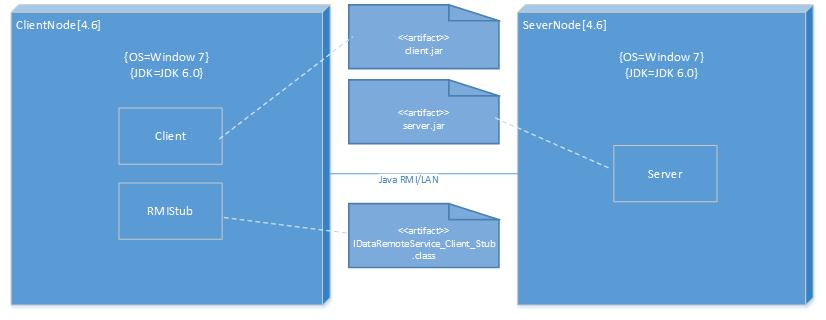 ClientNode[4.6]
{OS=Window 7}
{JDK=JDK 6.0}
Client
RMIStub
<<artifact>>
client.jar
<<artifact>>
server.jar
Java RMI/LAN
<<artifact>>
IDataRemoteService_Client_Stub
.class
SeverNode[4.6]
{OS=Window 7}
{JDK=JDK 6.0}
Server